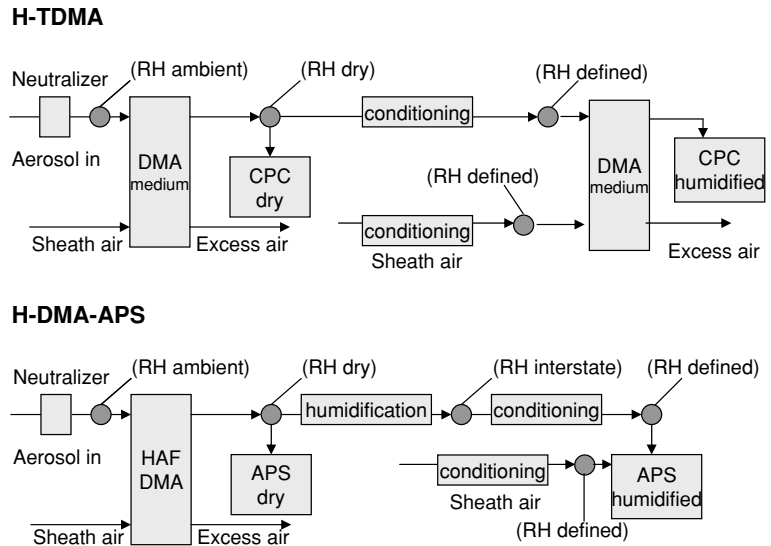 H-TDMA
Neutralizer
(RH ambient)
(RH dry)
(RH defined)
conditioning
Aerosol in
DMA
medium
CPC
dry
(RH defined)
DMA
medium
CPC
humidified
conditioning
Sheath air
Excess air
Sheath air
Excess air
H-DMA-APS
Neutralizer
(RH ambient)
(RH dry)
(RH interstate)
(RH defined)
humidification
conditioning
Aerosol in
HAF
DMA
APS
dry
conditioning
APS
humidified
Sheath air
(RH defined)
Sheath air
Excess air